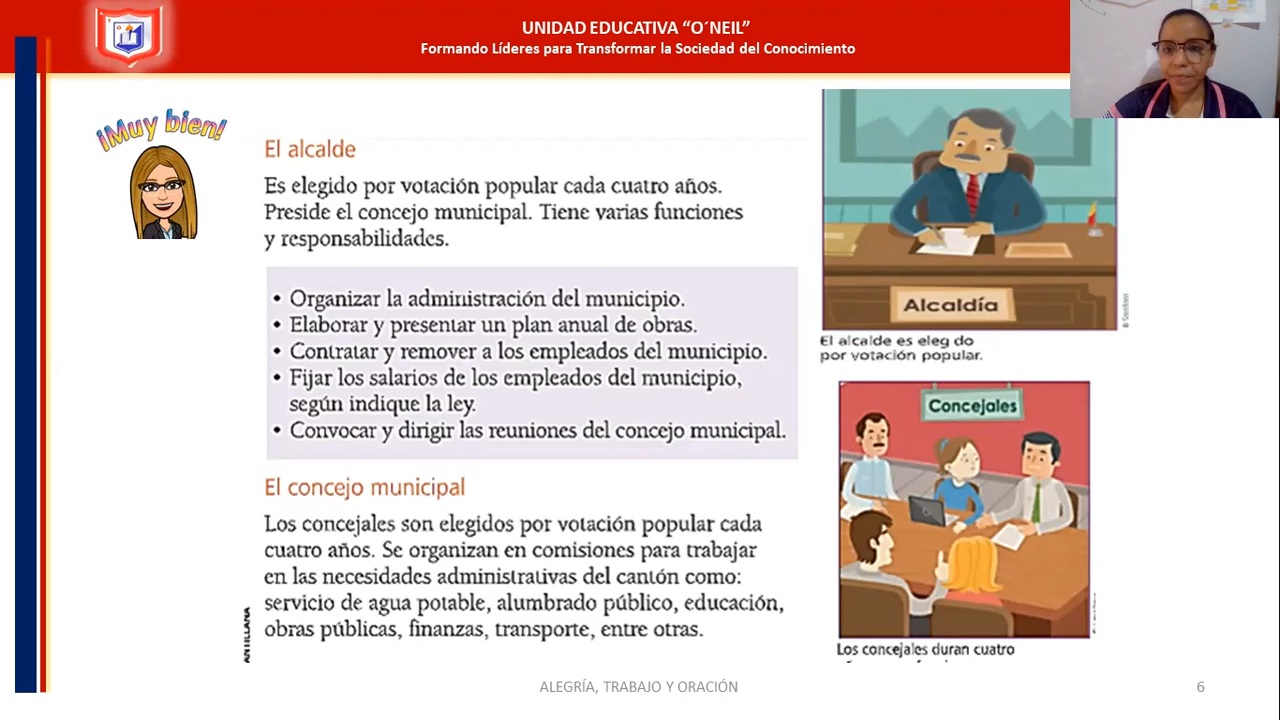 UNIDAD EDUCATIVA “O´NEIL”
Formando Líderes para Transformar la Sociedad del Conocimiento
¡Muy bien!
El alcalde
Es elegido por votación popular cada cuatro años.
Preside el concejo municipal. Tiene varias funciones
y responsabilidades.
• Organizar la administración del municipio.
• Elaborar y presentar un plan anual de obras.
• Contratar y remover a los empleados del municipio.
• Fijar los salarios de los empleados del municipio,
según indique la ley.
• Convocar y dirigir las reuniones del concejo municipal.
El concejo municipal
Los concejales son elegidos por votación popular cada
cuatro años. Se organizan en comisiones para trabajar
en las necesidades administrativas del cantón como:
servicio de agua potable, alumbrado público, educación,
obras públicas, finanzas, transporte, entre otras.
ANTILLANA
Alcaldía
El alcalde es eleg do
por votación popular.
Concejales
Los concejales duran cuatro
ALEGRÍA, TRABAJO Y ORACIÓN
6